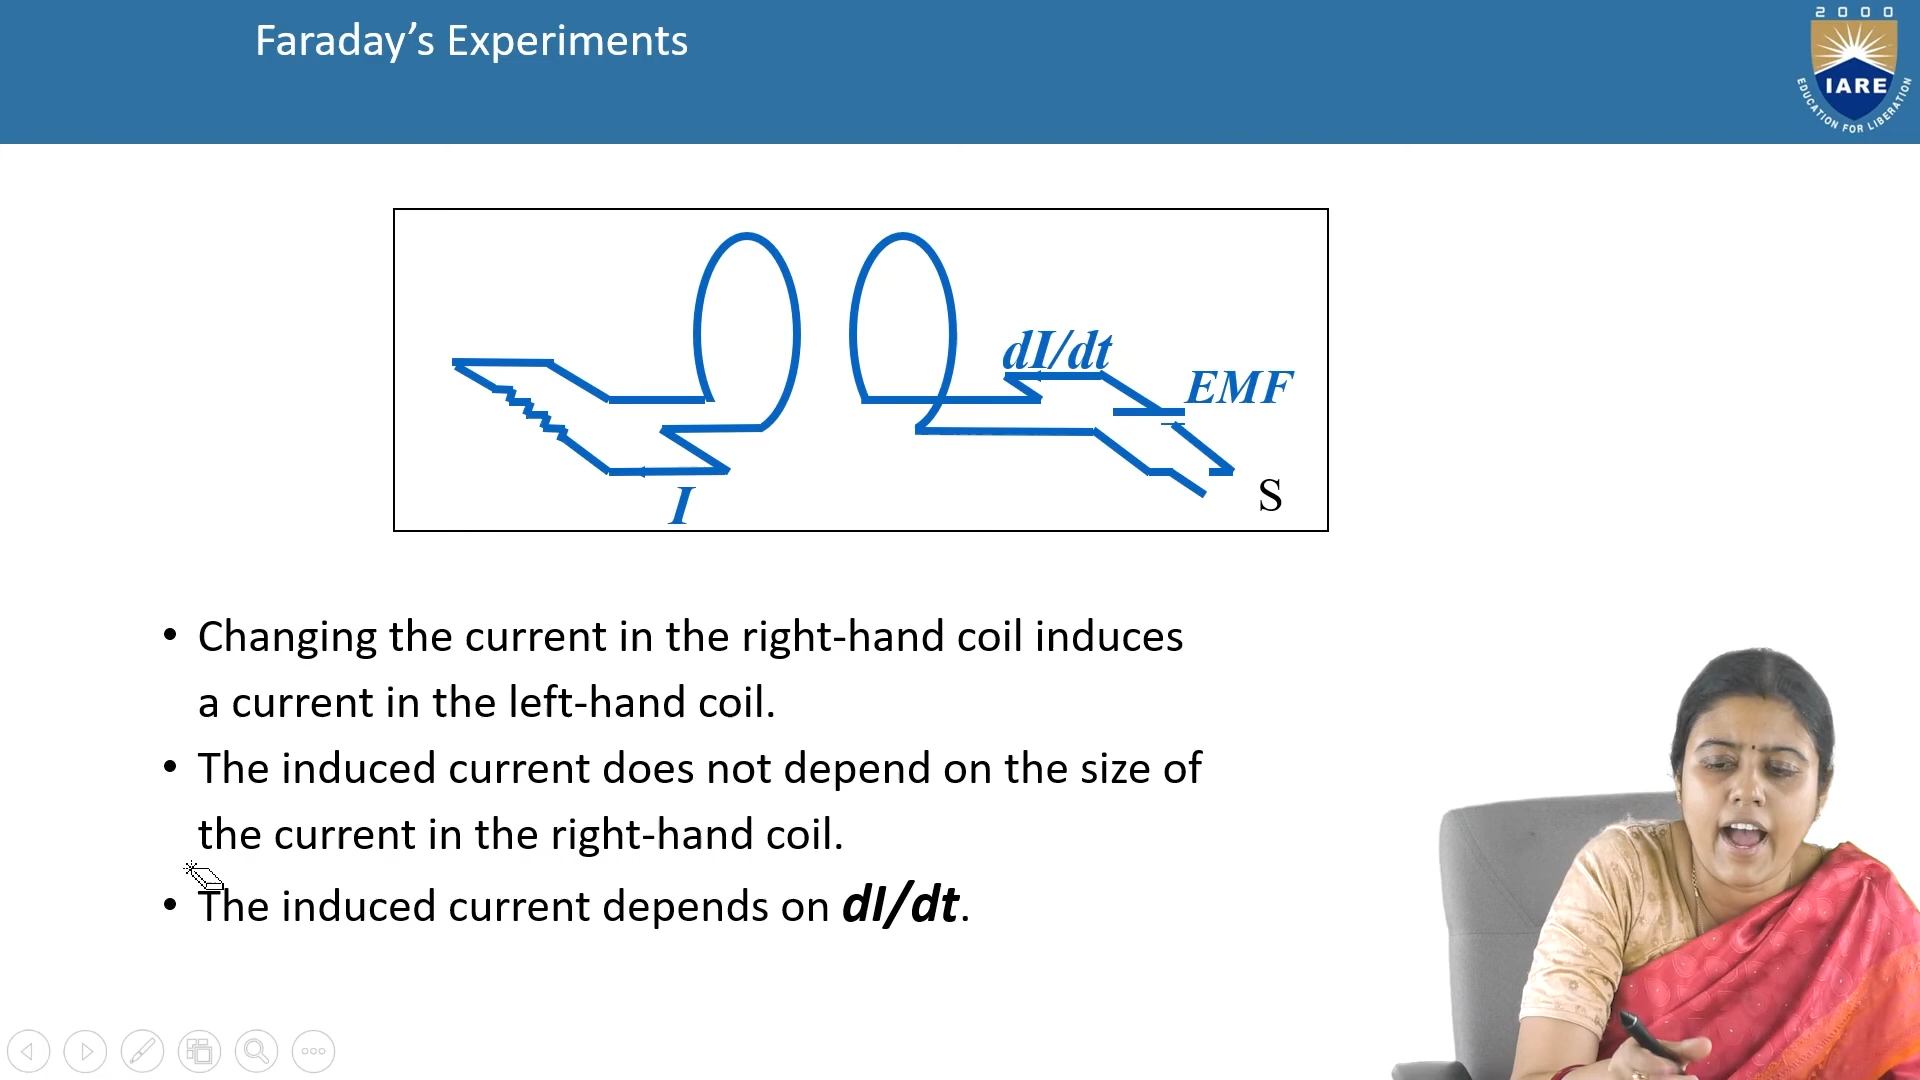 Faraday’s Experiments
2 0 0 0
IARE
EDUCATION FOR LIBERATION
dI/dt
EMF
I
S
• Changing the current in the right-hand coil induces
a current in the left-hand coil.
• The induced current does not depend on the size of
the current in the right-hand coil.
• The induced current depends on dI/dt.